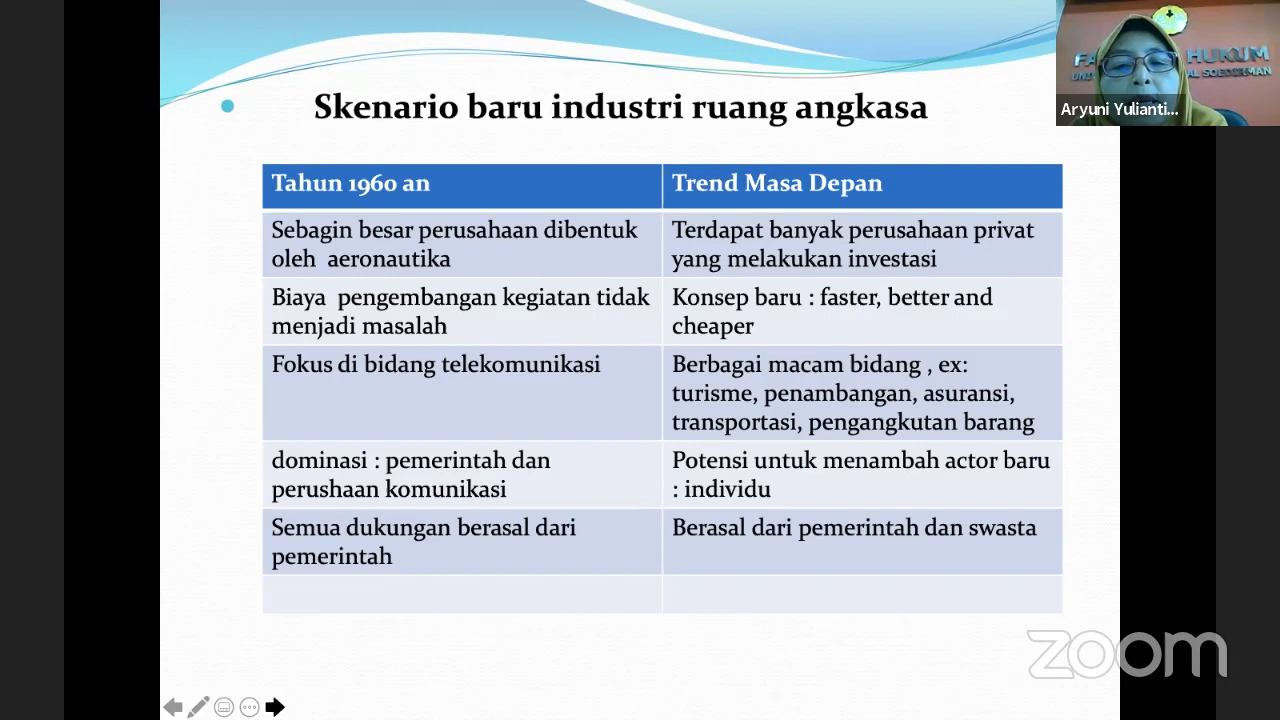 Skenario baru industri ruang angkasa
Tahun 1960 an
Trend Masa Depan
Sebagin besar perusahaan dibentuk
oleh aeronautika
Terdapat banyak perusahaan privat
yang melakukan investasi
Biaya pengembangan kegiatan tidak
menjadi masalah
Konsep baru : faster, better and
cheaper
Fokus di bidang telekomunikasi
Berbagai macam bidang , ex:
turisme, penambangan, asuransi,
transportasi, pengangkutan barang
dominasi : pemerintah dan
perushaan komunikasi
Potensi untuk menambah actor baru
: individu
Semua dukungan berasal dari
pemerintah
Berasal dari pemerintah dan swasta
HUKUM
AL SOEDIRMAN
Aryuni Yulianti...
zoom